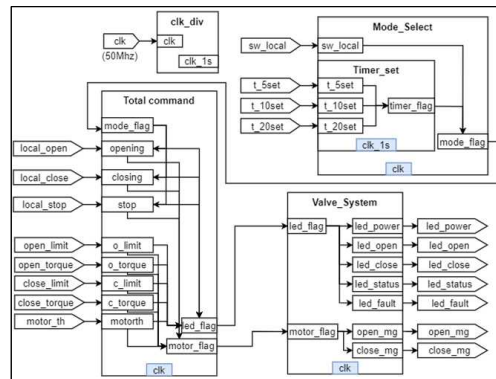 clk_div
clk
(50Mhz)
clk
clk_1s
Mode_Select
sw_local
sw_local
Timer_set
t_5set
t_5set
t_10set
t_10set
t_20set
t_20set
timer_flag
clk_1s
mode_flag
clk
Total command
mode_flag
local_open
opening
local_close
closing
local_stop
stop
open_limit
o_limit
open_torque
o_torque
close_limit
c_limit
close_torque
c_torque
motor_th
motorth
led_flag
motor_flag
clk
Valve_System
led_flag
led_power
led_power
led_open
led_open
led_close
led_close
led_status
led_status
led_fault
led_fault
motor_flag
open_mg
open_mg
close_mg
close_mg
clk